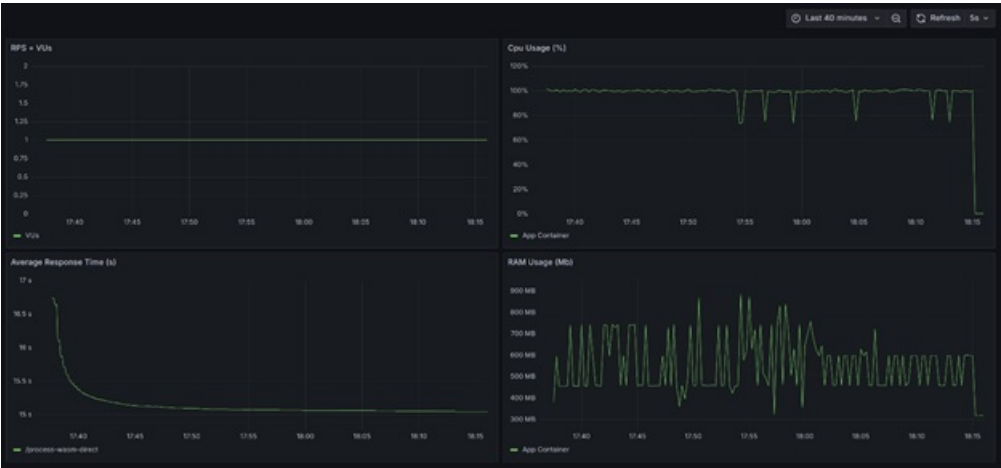 Last 40 minutes
Refresh 5s
RPS + VUs
2
1.75
1.5
1.25
1
0.75
0.5
0.25
0
17:40 17:45 17:50 17:55 18:00 18:05 18:10 18:15
VUs
Cpu Usage (%)
120%
100%
80%
60%
40%
20%
0%
17:40 17:45 17:50 17:55 18:00 18:05 18:10 18:15
App Container
Average Response Time (s)
17 s
16.5 s
16 s
15.5 s
15 s
17:40 17:45 17:50 17:55 18:00 18:05 18:10 18:15
/process-wasm-direct
RAM Usage (Mb)
900 MB
800 MB
700 MB
600 MB
500 MB
400 MB
300 MB
17:40 17:45 17:50 17:55 18:00 18:05 18:10 18:15
App Container